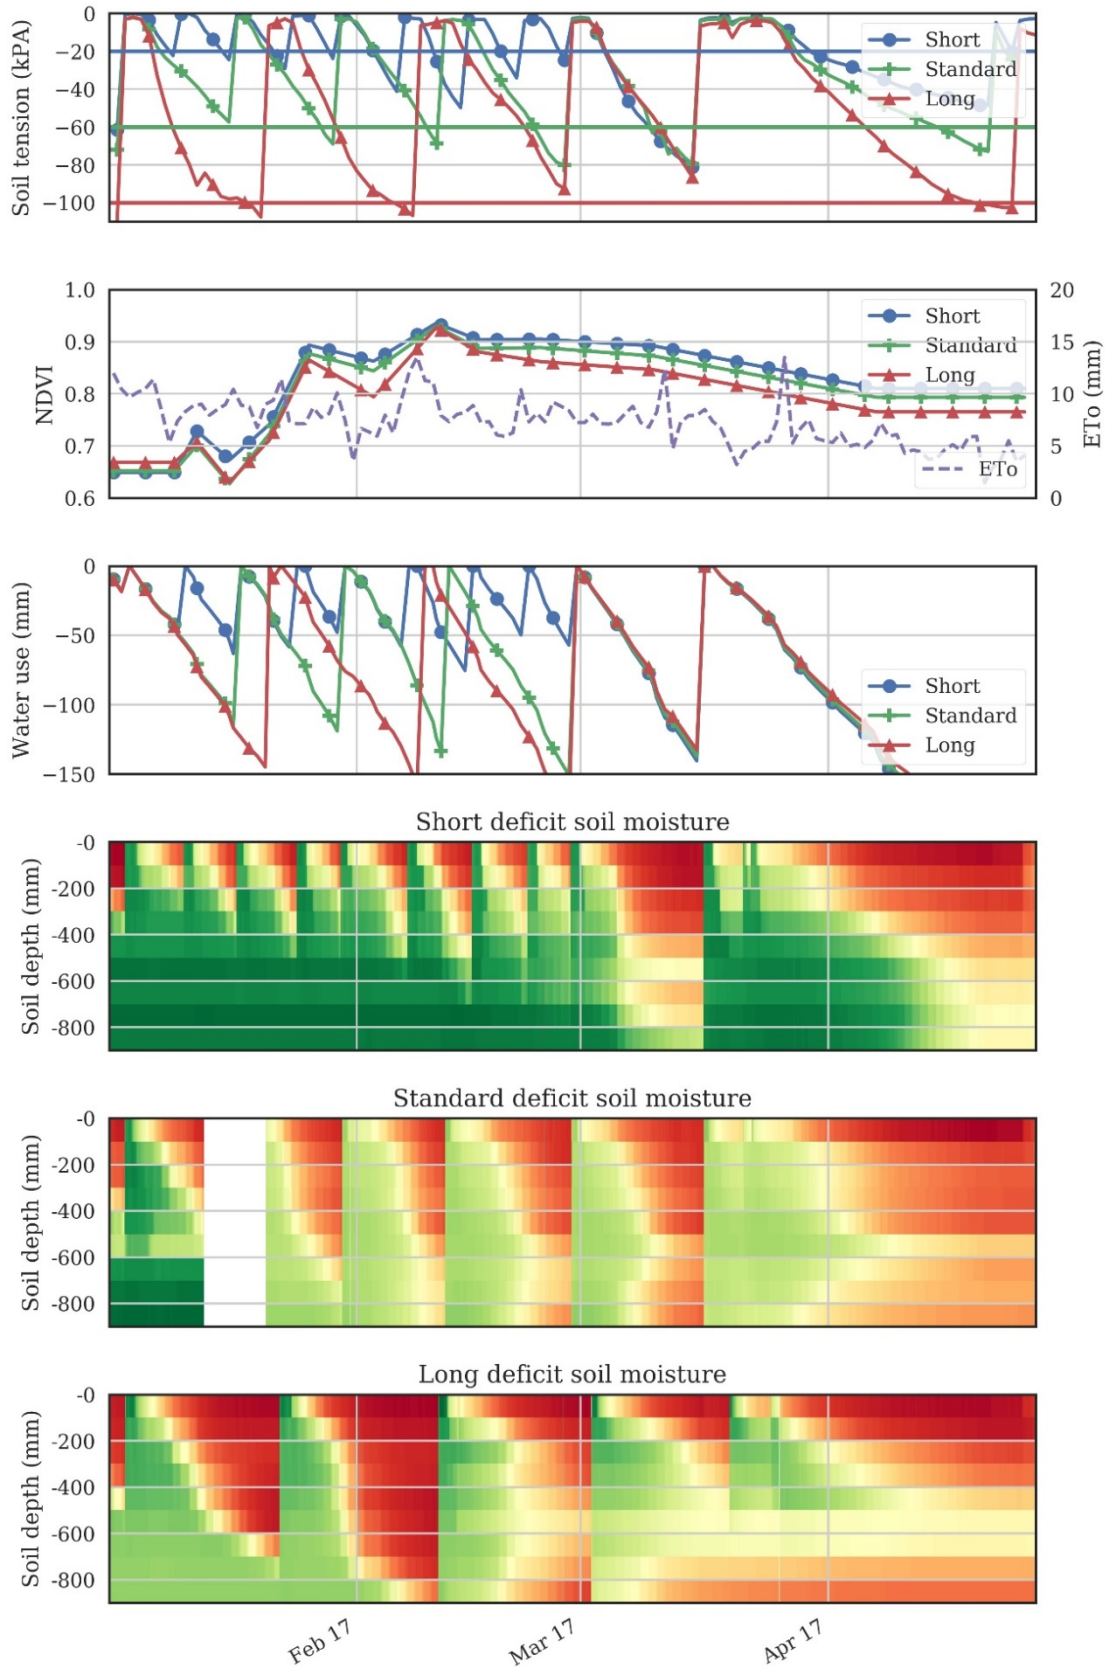 Soil tension (kPA)
0
−20
−40
−60
−80
−100
Short
Standard
Long
NDVI
1.0
0.9
0.8
0.7
0.6
Short
Standard
Long
ETo
20
15
10
5
0
ETo (mm)
Water use (mm)
0
−50
−100
−150
Short
Standard
Long
Short deficit soil moisture
Soil depth (mm)
-0
-200
-400
-600
-800
Standard deficit soil moisture
Soil depth (mm)
-0
-200
-400
-600
-800
Long deficit soil moisture
Soil depth (mm)
-0
-200
-400
-600
-800
Feb 17
Mar 17
Apr 17